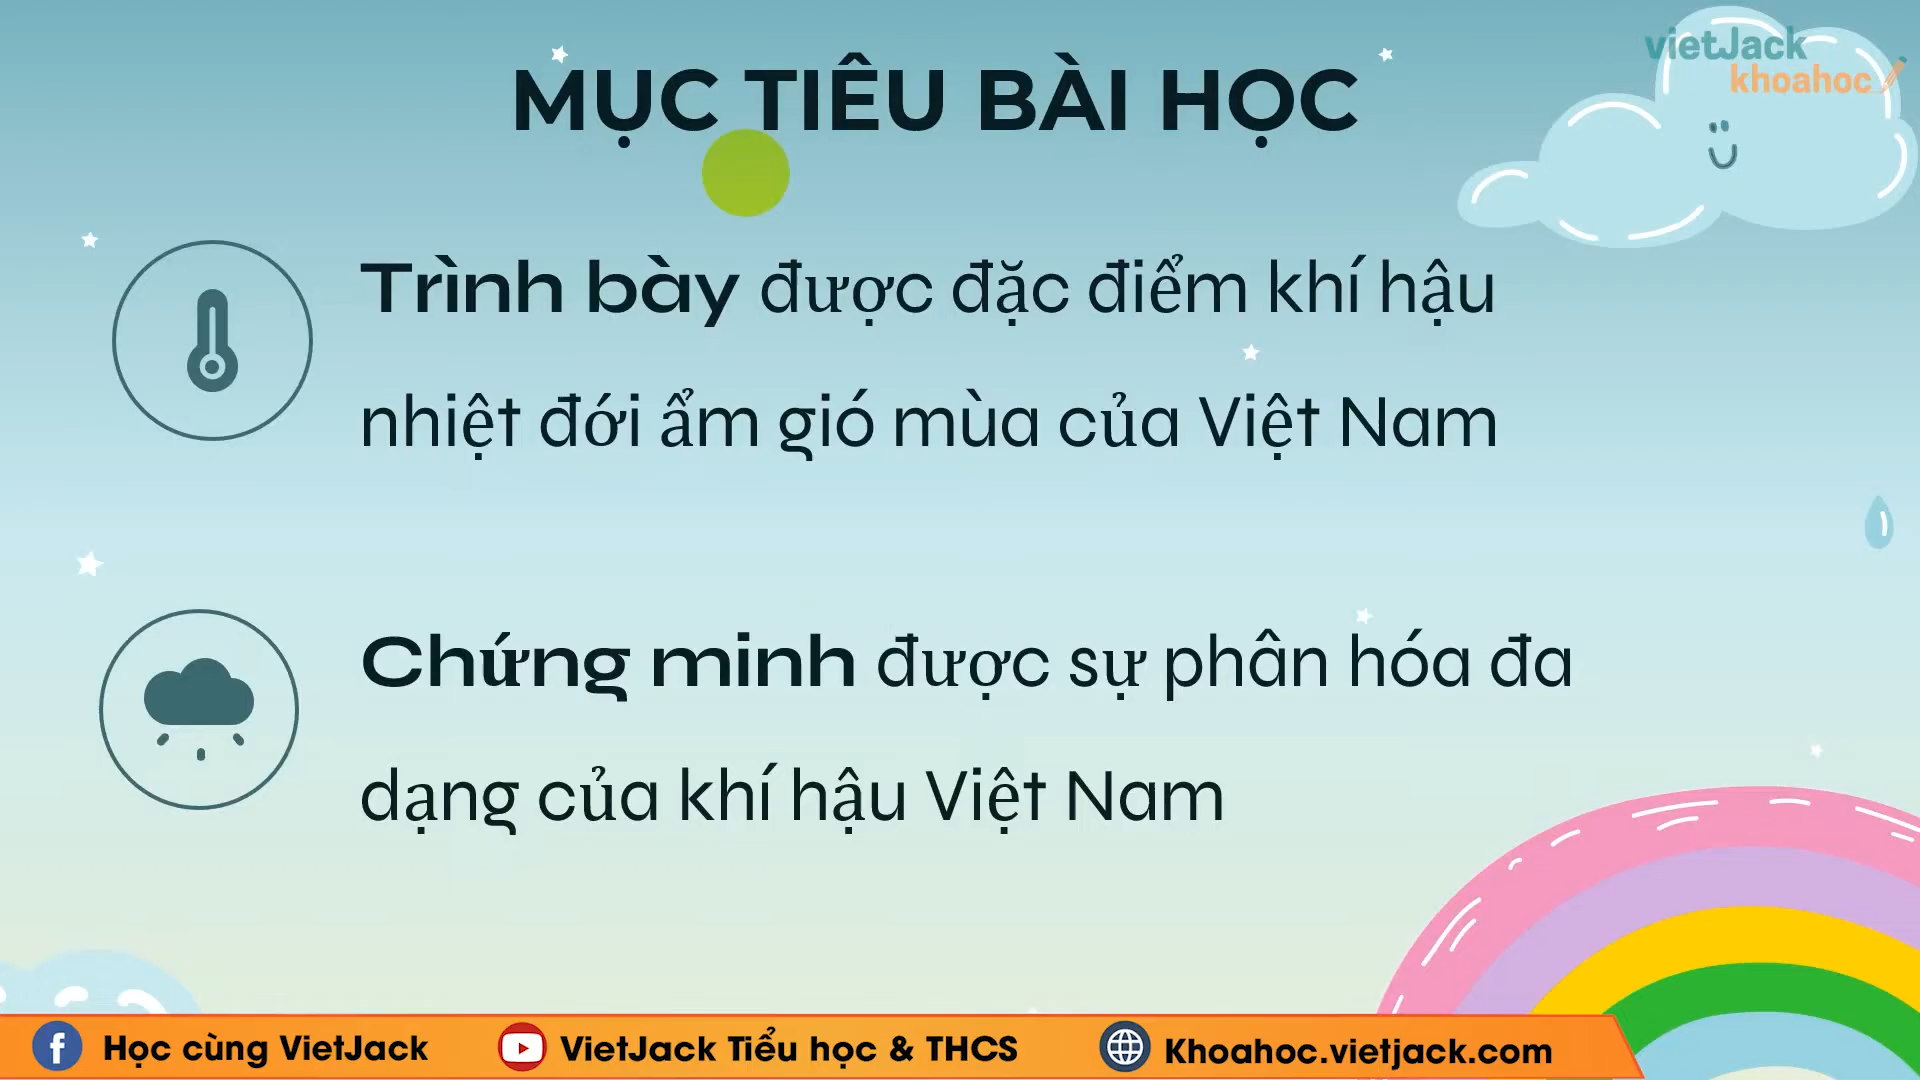 vietJack
khoahoc
MỤC TIÊU BÀI HỌC
Trình bày được đặc điểm khí hậu
nhiệt đới ẩm gió mùa của Việt Nam
Chứng minh được sự phân hóa đa
dạng của khí hậu Việt Nam
Học cùng VietJack
VietJack Tiểu học & THCS
Khoahoc.vietjack.com